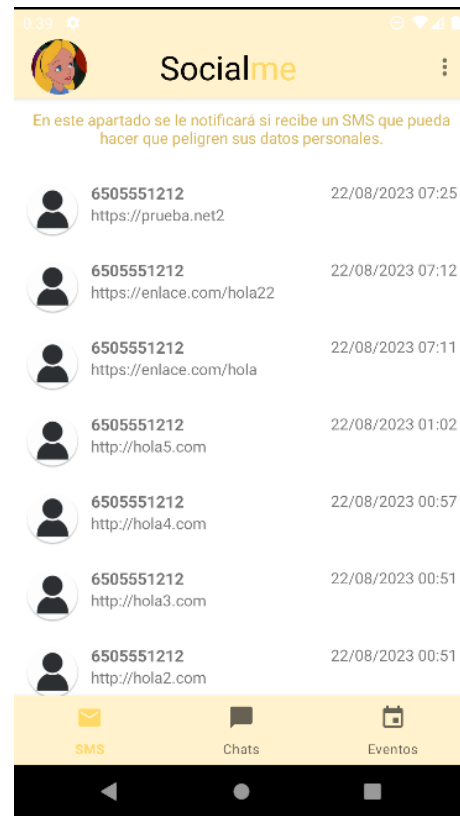 0:39
Socialme
En este apartado se le notificará si recibe un SMS que pueda
hacer que peligren sus datos personales.
6505551212 22/08/2023 07:25
https://prueba.net2
6505551212 22/08/2023 07:12
https://enlace.com/hola22
6505551212 22/08/2023 07:11
https://enlace.com/hola
6505551212 22/08/2023 01:02
http://hola5.com
6505551212 22/08/2023 00:57
http://hola4.com
6505551212 22/08/2023 00:51
http://hola3.com
6505551212 22/08/2023 00:51
http://hola2.com
SMS Chats Eventos